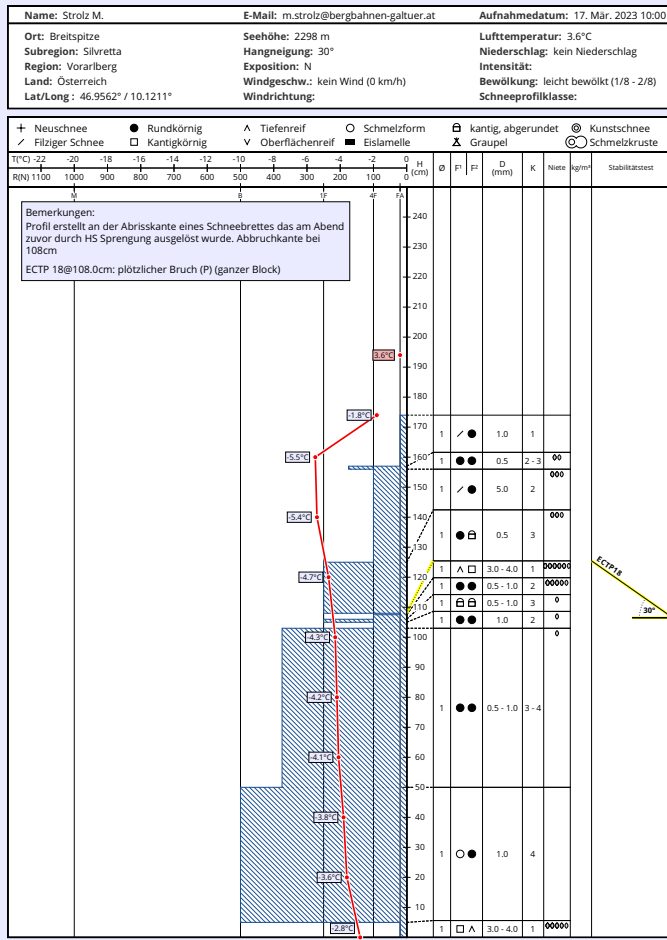 Name: Strolz M. E-Mail: m.strolz@bergbahnen-galtuer.at Aufnahmedatum: 17. Mär. 2023 10:00
Ort: Breitspitze Seehöhe: 2298 m Lufttemperatur: 3.6°C
Subregion: Silvretta Hangneigung: 30° Niederschlag: kein Niederschlag
Region: Vorarlberg Exposition: N Intensität:
Land: Österreich Windgeschw.: kein Wind (0 km/h) Bewölkung: leicht bewölkt (1/8 - 2/8)
Lat/Long : 46.9562° / 10.1211° Windrichtung: Schneeprofilklasse:
Neuschnee Rundkörnig Tiefenreif Schmelzform kantig, abgerundet Kunstschnee
Filziger Schnee Kantigkörnig Oberflächenreif Eislamelle Graupel Schmelzkruste
T(°C) -22 -20 -18 -16 -14 -12 -10 -8 -6 -4 -2 0 H (cm) Ø F¹ F² D (mm) K Niete kg/m³ Stabilitätstest
R(N) 1100 1000 900 800 700 600 500 400 300 200 100 0
M B 1F 4F FA
Bemerkungen:
Profil erstellt an der Abrisskante eines Schneebrettes das am Abend
zuvor durch HS Sprengung ausgelöst wurde. Abbruchkante bei
108cm
ECTP 18@108.0cm: plötzlicher Bruch (P) (ganzer Block)
240
230
220
210
200
3.6°C
190
180
-1.8°C
170
1 1.0 1
-5.5°C 160 1 0.5 2 - 3
150 1 5.0 2
-5.4°C 140
1 0.5 3
130
ECTP18
-4.7°C 120 1 3.0 - 4.0 1
1 0.5 - 1.0 2
110 1 0.5 - 1.0 3
30°
1 1.0 2
-4.3°C 100
90
-4.2°C 80
1 0.5 - 1.0 3 - 4
70
-4.1°C 60
50
-3.8°C 40
30
1 1.0 4
-3.6°C 20
10
-2.8°C 1 3.0 - 4.0 1